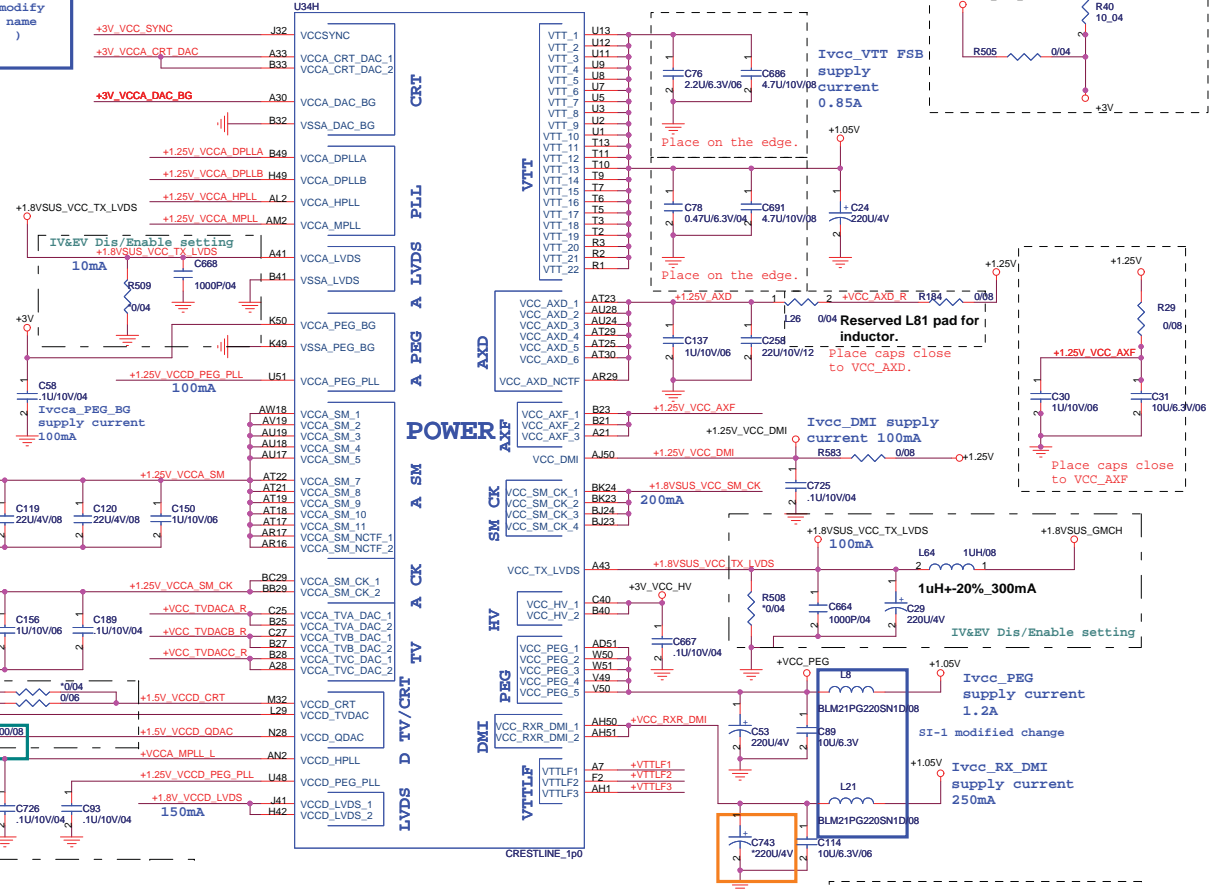 modify
name
)
U34H
+3V_VCC_SYNC
J32
VCCSYNC
+3V_VCCA_CRT_DAC
A33
B33
VCCA_CRT_DAC_1
VCCA_CRT_DAC_2
CRT
+3V_VCCA_DAC_BG
A30
VCCA_DAC_BG
B32
VSSA_DAC_BG
+1.25V_VCCA_DPLLA
B49
VCCA_DPLLA
+1.25V_VCCA_DPLLB
H49
VCCA_DPLLB
+1.25V_VCCA_HPLL
AL2
VCCA_HPLL
+1.25V_VCCA_MPLL
AM2
VCCA_MPLL
PLL
+1.8VSUS_VCC_TX_LVDS
IV&EV Dis/Enable setting
+1.8VSUS_VCC_TX_LVDS
10mA
C668
1000P/04
R509
*0/04
A41
VCCA_LVDS
B41
VSSA_LVDS
A LVDS
+3V
K50
VCCA_PEG_BG
K49
VSSA_PEG_BG
+1.25V_VCCD_PEG_PLL
100mA
U51
VCCA_PEG_PLL
A PEG
C58
.1U/10V/04
Ivcca_PEG_BG
supply current
100mA
AW18
AV19
AU19
AU18
AU17
VCCA_SM_1
VCCA_SM_2
VCCA_SM_3
VCCA_SM_4
VCCA_SM_5
POWER
+1.25V_VCCA_SM
AT22
AT21
AT19
AT18
AT17
AR17
AR16
VCCA_SM_7
VCCA_SM_8
VCCA_SM_9
VCCA_SM_10
VCCA_SM_11
VCCA_SM_NCTF_1
VCCA_SM_NCTF_2
A SM
C119
22U/4V/08
C120
22U/4V/08
C150
1U/10V/06
+1.25V_VCCA_SM_CK
BC29
BB29
VCCA_SM_CK_1
VCCA_SM_CK_2
A CK
C156
1U/10V/06
C189
.1U/10V/04
+VCC_TVDACA_R
C25
B25
VCCA_TVA_DAC_1
VCCA_TVA_DAC_2
+VCC_TVDACB_R
C27
B27
VCCA_TVB_DAC_1
VCCA_TVB_DAC_2
+VCC_TVDACC_R
B28
A28
VCCA_TVC_DAC_1
VCCA_TVC_DAC_2
TV
*0/04
0/06
+1.5V_VCCD_CRT
M32
VCCD_CRT
L29
VCCD_TVDAC
00/08
+1.5V_VCCD_QDAC
N28
VCCD_QDAC
D TV/CRT
+VCCA_MPLL_L
AN2
VCCD_HPLL
+1.25V_VCCD_PEG_PLL
U48
VCCD_PEG_PLL
+1.8V_VCCD_LVDS
150mA
J41
H42
VCCD_LVDS_1
VCCD_LVDS_2
LVDS
C726
.1U/10V/04
C93
.1U/10V/04
VTT
VTT_1
VTT_2
VTT_3
VTT_4
VTT_5
VTT_6
VTT_7
VTT_8
VTT_9
VTT_10
VTT_11
VTT_12
VTT_13
VTT_14
VTT_15
VTT_16
VTT_17
VTT_18
VTT_19
VTT_20
VTT_21
VTT_22
U13
U12
U11
U9
U8
U7
U5
U3
U2
U1
T13
T11
T10
T9
T7
T6
T5
T3
T2
R3
R2
R1
C76
2.2U/6.3V/06
C686
4.7U/10V/08
Place on the edge.
C78
0.47U/6.3V/04
C691
4.7U/10V/08
Place on the edge.
Ivcc_VTT FSB
supply
current
0.85A
+1.05V
C24
220U/4V
R40
10_04
R505
0/04
+3V
AXD
VCC_AXD_1
VCC_AXD_2
VCC_AXD_3
VCC_AXD_4
VCC_AXD_5
VCC_AXD_6
VCC_AXD_NCTF
AT23
AU28
AU24
AT29
AT25
AT30
AR29
+1.25V_AXD
L26
0/04
+VCC_AXD_R
R184
0/08
+1.25V
C137
1U/10V/06
C258
22U/10V/12
Reserved L81 pad for
inductor.
Place caps close
to VCC_AXD.
+1.25V
R29
0/08
+1.25V_VCC_AXF
C30
1U/10V/06
C31
10U/6.3V/06
Place caps close
to VCC_AXF
AXF
VCC_AXF_1
VCC_AXF_2
VCC_AXF_3
B23
B21
A21
+1.25V_VCC_AXF
VCC_DMI
AJ50
+1.25V_VCC_DMI
+1.25V_VCC_DMI
Ivcc_DMI supply
current 100mA
R583
0/08
+1.25V
C725
.1U/10V/04
SM CK
VCC_SM_CK_1
VCC_SM_CK_2
VCC_SM_CK_3
VCC_SM_CK_4
BK24
BK23
BJ24
BJ23
+1.8VSUS_VCC_SM_CK
200mA
VCC_TX_LVDS
A43
+1.8VSUS_VCC_TX_LVDS
+1.8VSUS_VCC_TX_LVDS
100mA
L64
1UH/08
+1.8VSUS_GMCH
1uH+-20%_300mA
R508
*0/04
C664
1000P/04
C29
220U/4V
IV&EV Dis/Enable setting
HV
VCC_HV_1
VCC_HV_2
C40
B40
+3V_VCC_HV
C667
.1U/10V/04
PEG
VCC_PEG_1
VCC_PEG_2
VCC_PEG_3
VCC_PEG_4
VCC_PEG_5
AD51
W50
W51
V49
V50
+VCC_PEG
L8
BLM21PG220SN1D/08
+1.05V
Ivcc_PEG
supply current
1.2A
SI-1 modified change
C53
220U/4V
C89
10U/6.3V
DMI
VCC_RXR_DMI_1
VCC_RXR_DMI_2
AH50
AH51
+VCC_RXR_DMI
L21
BLM21PG220SN1D/08
+1.05V
Ivcc_RX_DMI
supply current
250mA
VTTLF
VTTLF1
VTTLF2
VTTLF3
A7
F2
AH1
+VTTLF1
+VTTLF2
+VTTLF3
C743
*220U/4V
C114
10U/6.3V/06
CRESTLINE_1p0